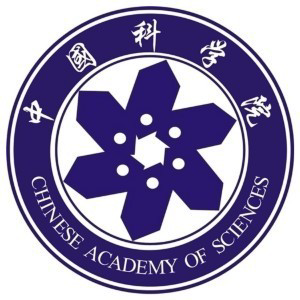 中國科学院
CHINESE ACADEMY OF SCIENCES